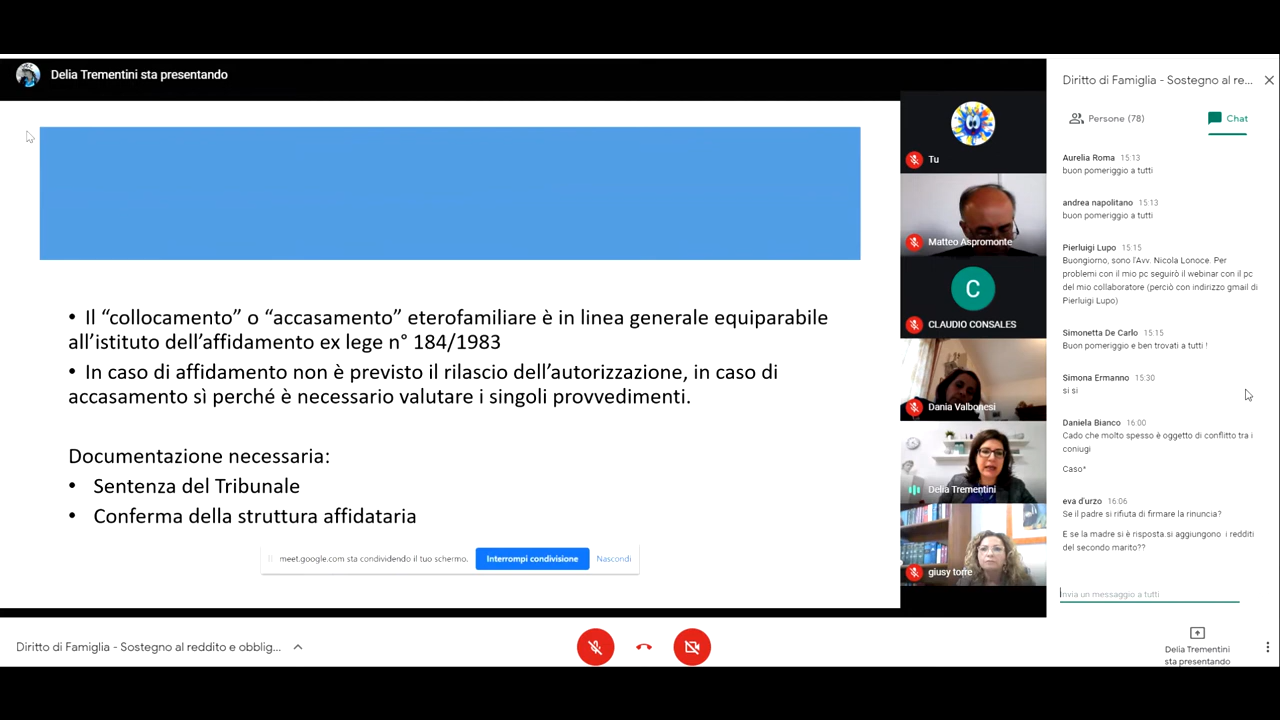 Delia Trementini sta presentando
• Il “collocamento” o “accasamento” eterofamiliare è in linea generale equiparabile
all’istituto dell’affidamento ex lege n° 184/1983
• In caso di affidamento non è previsto il rilascio dell’autorizzazione, in caso di
accasamento sì perché è necessario valutare i singoli provvedimenti.
Documentazione necessaria:
• Sentenza del Tribunale
• Conferma della struttura affidataria
meet.google.com sta condividendo il tuo schermo.
Interrompi condivisione
Nascondi
Tu
Matteo Aspromonte
C
CLAUDIO CONSALES
Dania Valbonesi
Delia Trementini
giusy torre
Diritto di Famiglia - Sostegno al re...
Persone (78)
Chat
Aurelia Roma 15:13
buon pomeriggio a tutti
andrea napolitano 15:13
buon pomeriggio a tutti
Pierluigi Lupo 15:15
Buongiorno, sono l'Avv. Nicola Lonoce. Per
problemi con il mio pc seguirò il webinar con il pc
del mio collaboratore (perciò con indirizzo gmail di
Pierluigi Lupo)
Simonetta De Carlo 15:15
Buon pomeriggio e ben trovati a tutti !
Simona Ermanno 15:30
si si
Daniela Bianco 16:00
Cado che molto spesso è oggetto di conflitto tra i
coniugi
Caso*
eva d'urzo 16:06
Se il padre si rifiuta di firmare la rinuncia?
E se la madre si è risposta.si aggiungono i redditi
del secondo marito??
Invia un messaggio a tutti
Diritto di Famiglia - Sostegno al reddito e obblig...
Delia Trementini
sta presentando